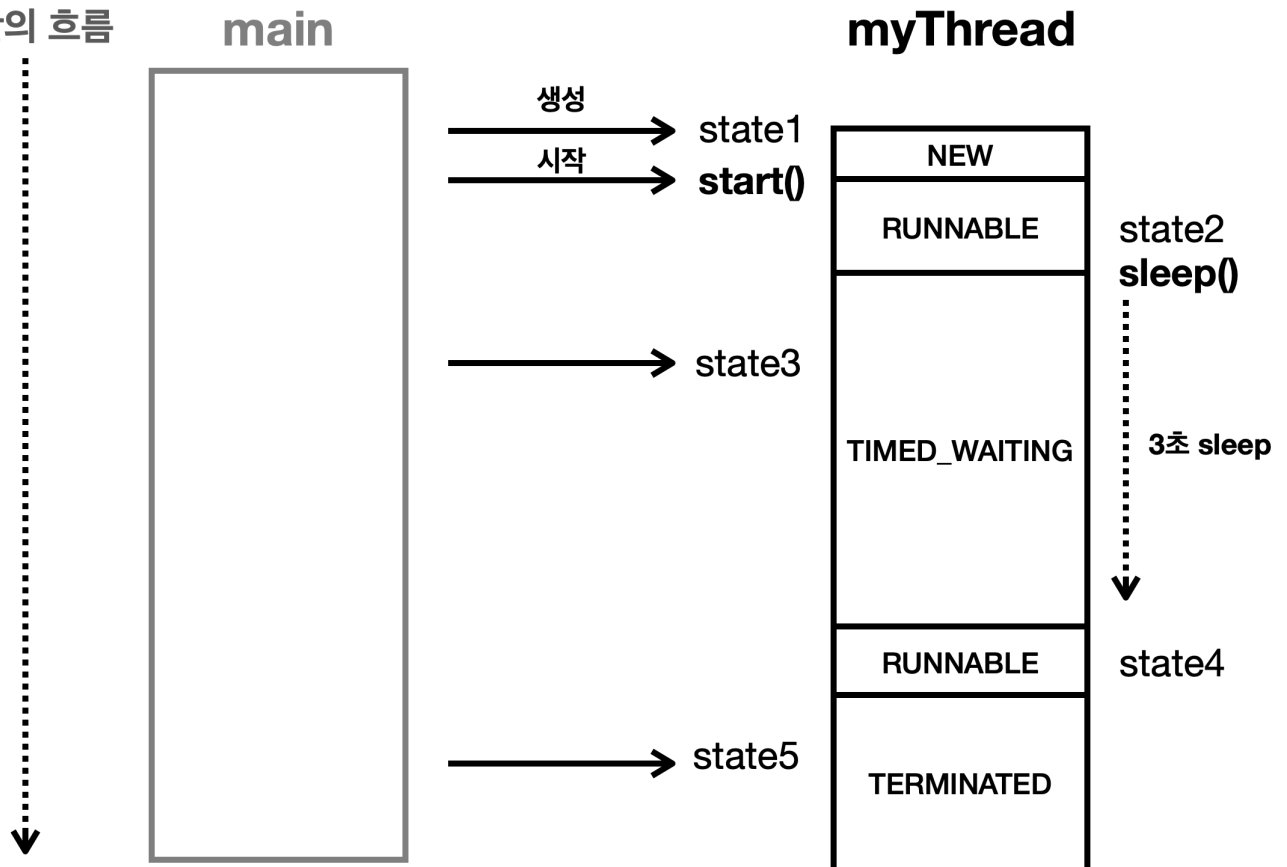 의 흐름
main
myThread
생성
state1
시작
start()
NEW
RUNNABLE
state2
sleep()
state3
TIMED_WAITING
3초 sleep
RUNNABLE
state4
state5
TERMINATED